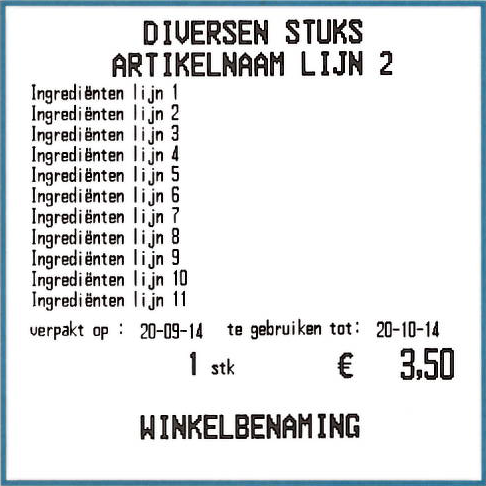 DIVERSEN STUKS
ARTIKELNAAM LIJN 2
Ingrediënten lijn 1
Ingrediënten lijn 2
Ingrediënten lijn 3
Ingrediënten lijn 4
Ingrediënten lijn 5
Ingrediënten lijn 6
Ingrediënten lijn 7
Ingrediënten lijn 8
Ingrediënten lijn 9
Ingrediënten lijn 10
Ingrediënten lijn 11
verpakt op : 20-09-14 te gebruiken tot: 20-10-14
1 stk € 3,50
WINKELBENAMING